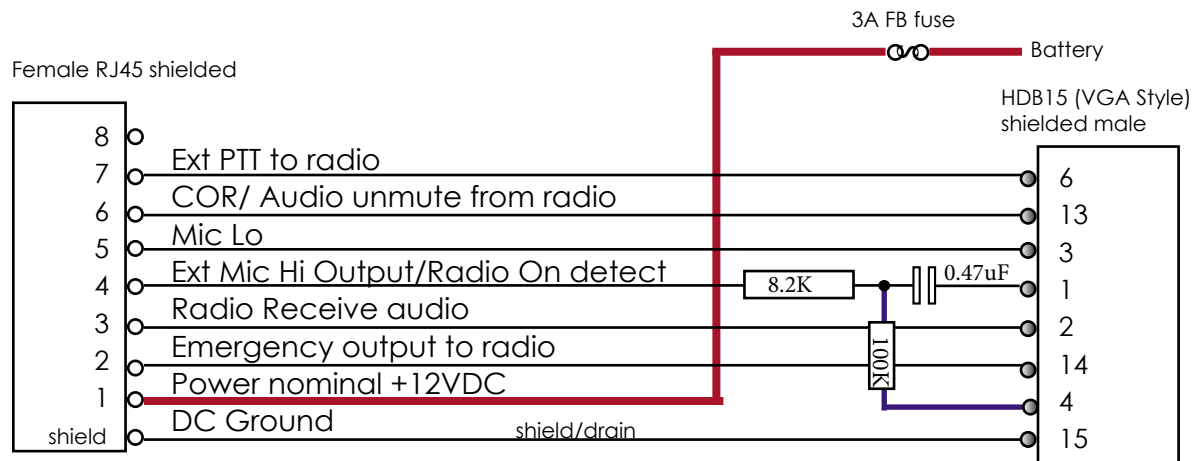 3A FB fuse
Battery
Female RJ45 shielded
HDB15 (VGA Style)
shielded male
8
7 Ext PTT to radio 6
6 COR/ Audio unmute from radio 13
5 Mic Lo 3
4 Ext Mic Hi Output/Radio On detect 8.2K 0.47uF 1
3 Radio Receive audio 2
100K
2 Emergency output to radio 14
1 Power nominal +12VDC 4
shield DC Ground shield/drain 15